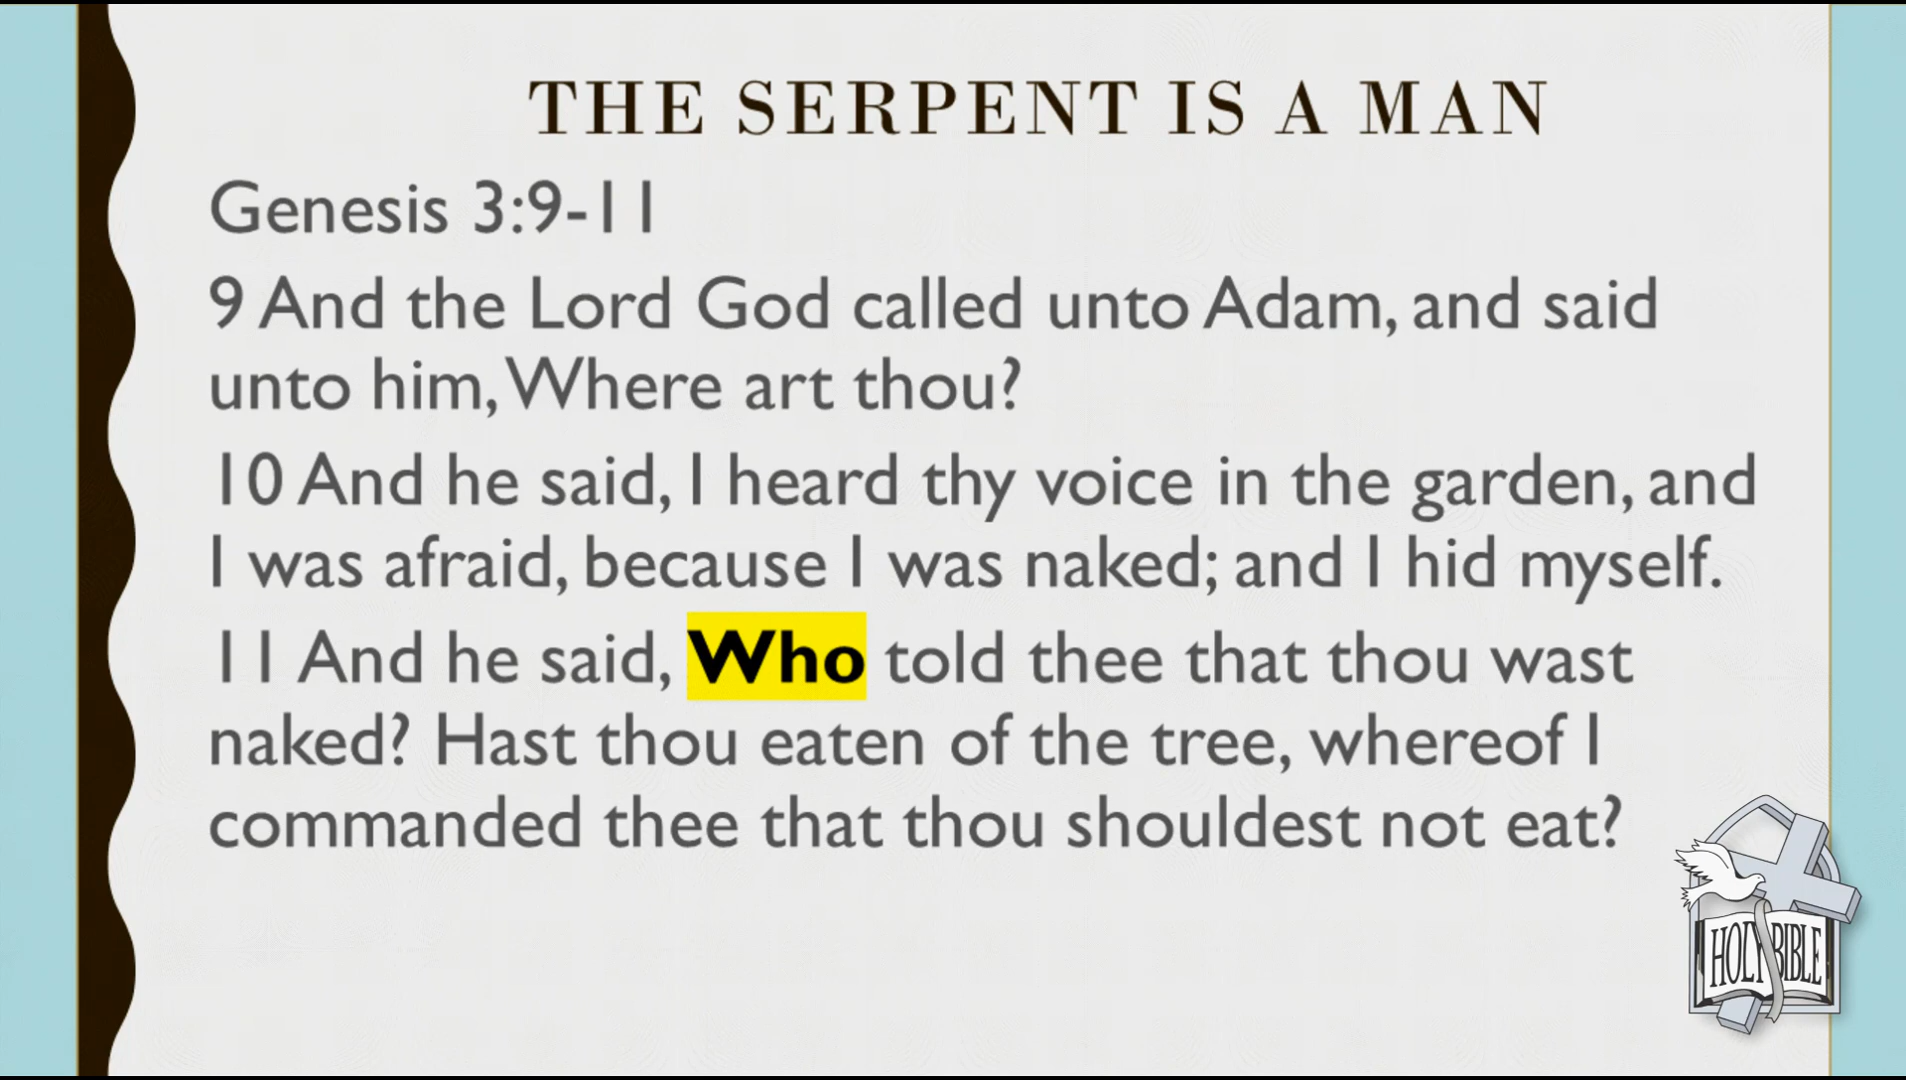 THE SERPENT IS A MAN
Genesis 3:9-11
9 And the Lord God called unto Adam, and said
unto him, Where art thou?
10 And he said, I heard thy voice in the garden, and
I was afraid, because I was naked; and I hid myself.
11 And he said, Who told thee that thou wast
naked? Hast thou eaten of the tree, whereof I
commanded thee that thou shouldest not eat?
HOLY BIBLE